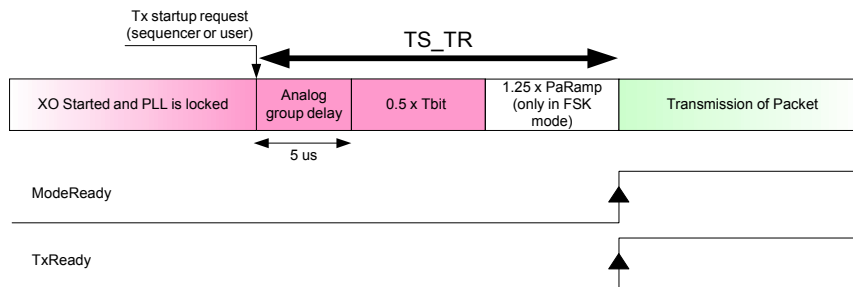 Tx startup request
(sequencer or user)
TS_TR
XO Started and PLL is locked
Analog
group delay
0.5 x Tbit
1.25 x PaRamp
(only in FSK
mode)
Transmission of Packet
5 us
ModeReady
TxReady